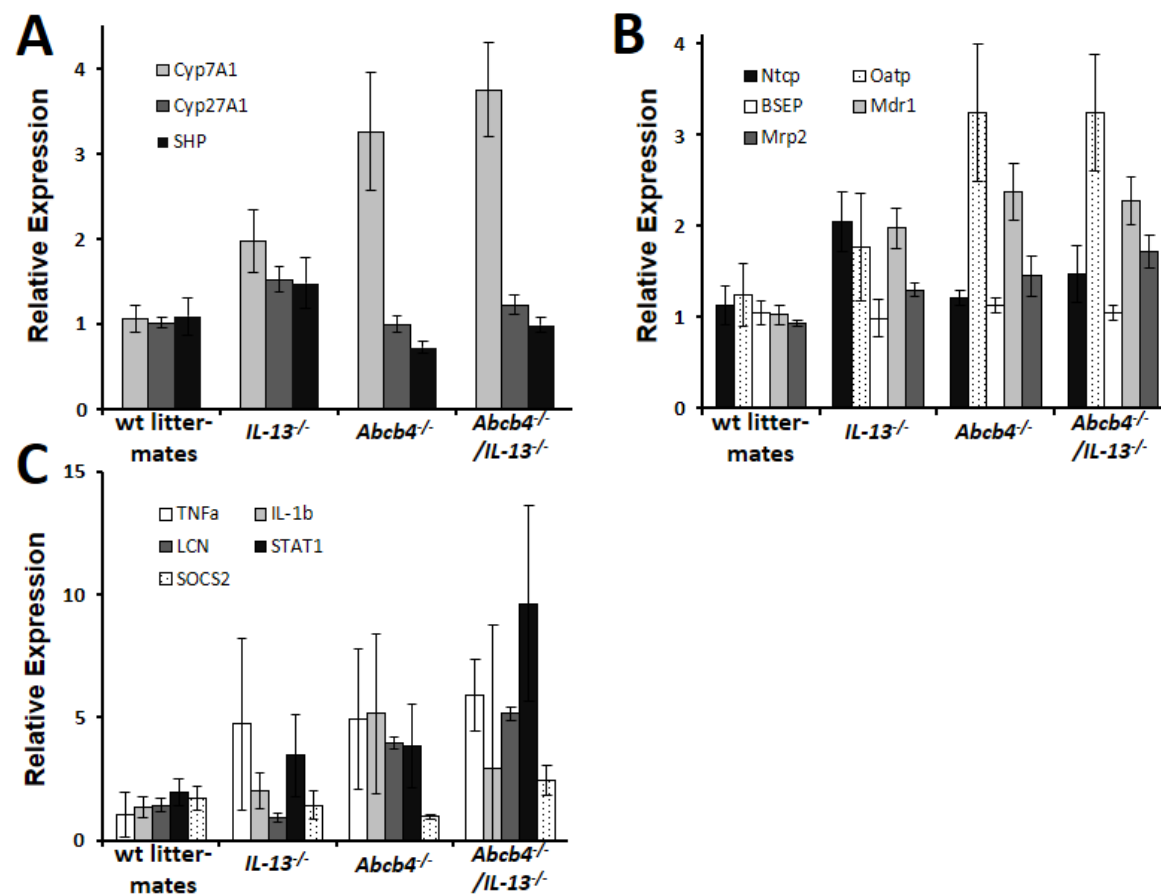 A
Relative Expression
4
3
2
1
0
Cyp7A1
Cyp27A1
SHP
wt litter-
mates
IL-13-/-
Abcb4-/-
Abcb4-/-
/IL-13-/-
B
Relative Expression
4
3
2
1
0
Ntcp Oatp
BSEP Mdr1
Mrp2
wt litter-
mates
IL-13-/-
Abcb4-/-
Abcb4-/-
/IL-13-/-
C
Relative Expression
15
10
5
0
TNFa IL-1b
LCN STAT1
SOCS2
wt litter-
mates
IL-13-/-
Abcb4-/-
Abcb4-/-
/IL-13-/-